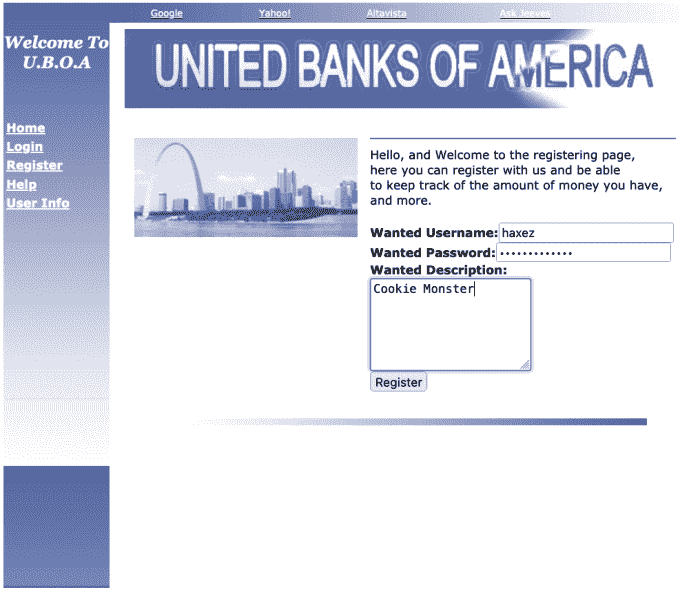 Google Yahoo! Altavista Ask Jeeves
Welcome To
U.B.O.A
UNITED BANKS OF AMERICA
Home
Login
Register
Help
User Info
Hello, and Welcome to the registering page,
here you can register with us and be able
to keep track of the amount of money you have,
and more.
Wanted Username: haxez
Wanted Password: •••••••••••••
Wanted Description:
Cookie Monster
Register